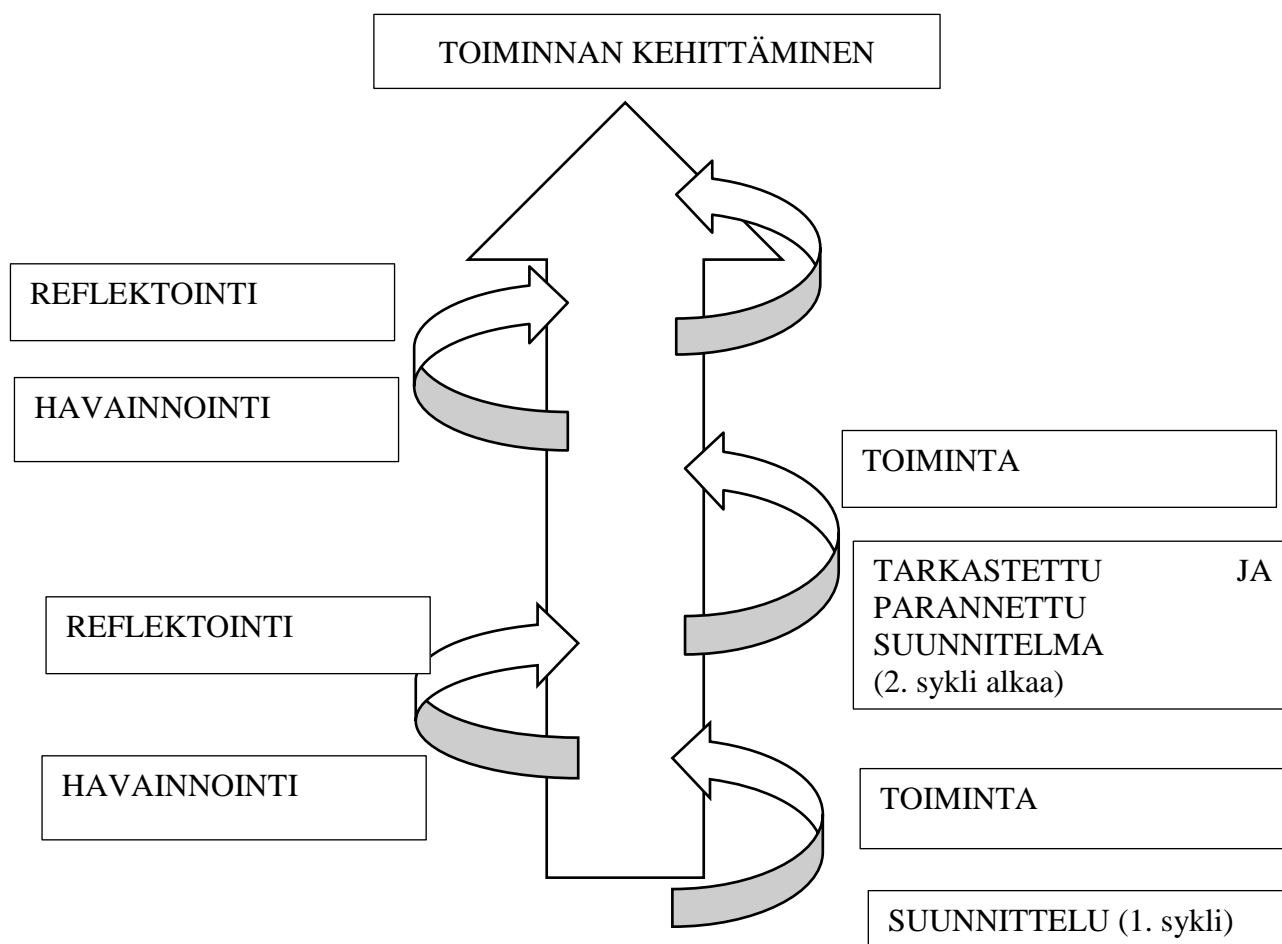 TOIMINNAN KEHITTÄMINEN
REFLEKTOINTI
HAVAINNOINTI
TOIMINTA
TARKASTETTU JA
PARANNETTU
SUUNNITELMA
(2. sykli alkaa)
REFLEKTOINTI
HAVAINNOINTI
TOIMINTA
SUUNNITTELU (1. sykli)